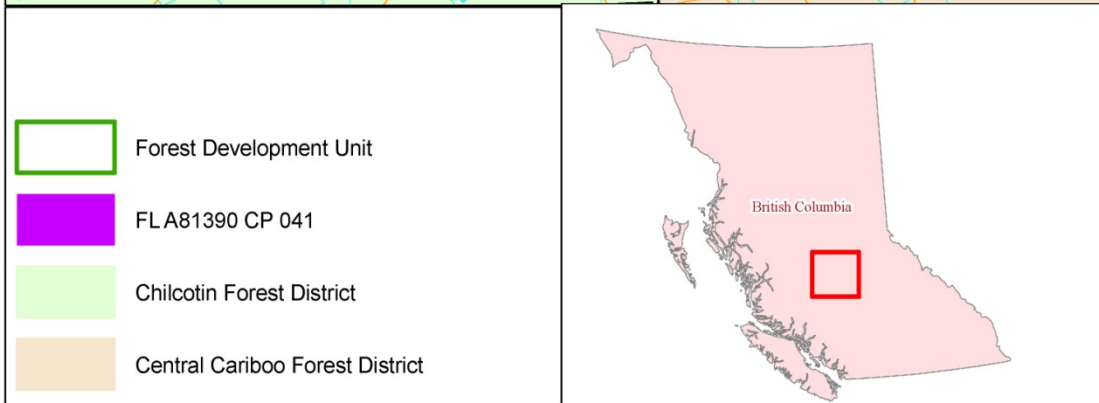 Forest Development Unit
FL A81390 CP 041
Chilcotin Forest District
Central Cariboo Forest District
British Columbia